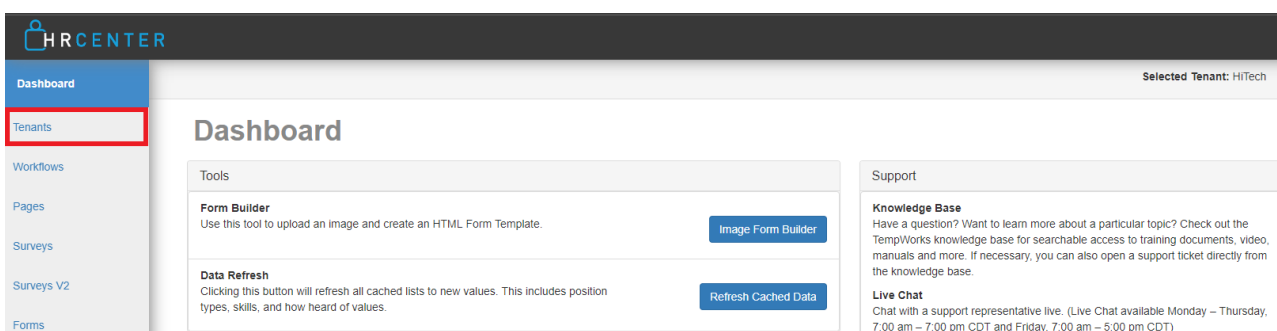 HRCENTER
Dashboard
Selected Tenant: HiTech
Tenants
Workflows
Pages
Surveys
Surveys V2
Forms
Dashboard
Tools
Form Builder
Use this tool to upload an image and create an HTML Form Template.
Image Form Builder
Data Refresh
Clicking this button will refresh all cached lists to new values. This includes position
types, skills, and how heard of values.
Refresh Cached Data
Support
Knowledge Base
Have a question? Want to learn more about a particular topic? Check out the
TempWorks knowledge base for searchable access to training documents, video,
manuals and more. If necessary, you can also open a support ticket directly from
the knowledge base.
Live Chat
Chat with a support representative live. (Live Chat available Monday – Thursday,
7:00 am – 7:00 pm CDT and Friday, 7:00 am – 5:00 pm CDT)